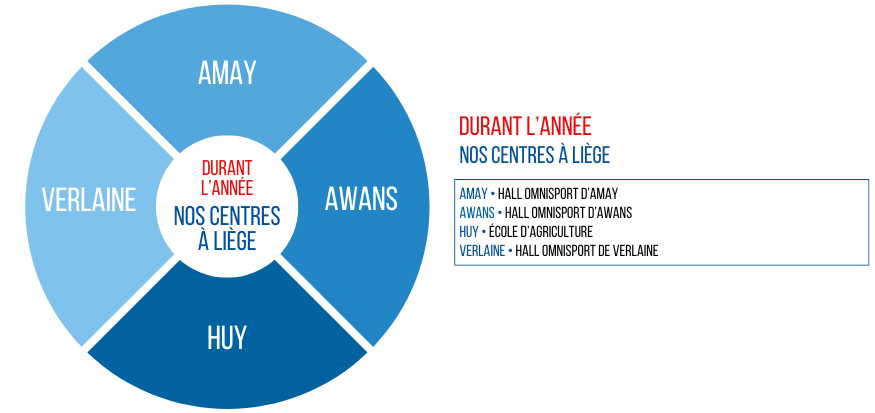 AMAY
VERLAINE
DURANT
L'ANNÉE
NOS CENTRES
À LIÈGE
AWANS
HUY
DURANT L'ANNÉE
NOS CENTRES À LIÈGE
AMAY • HALL OMNISPORT D'AMAY
AWANS • HALL OMNISPORT D'AWANS
HUY • ÉCOLE D'AGRICULTURE
VERLAINE • HALL OMNISPORT DE VERLAINE